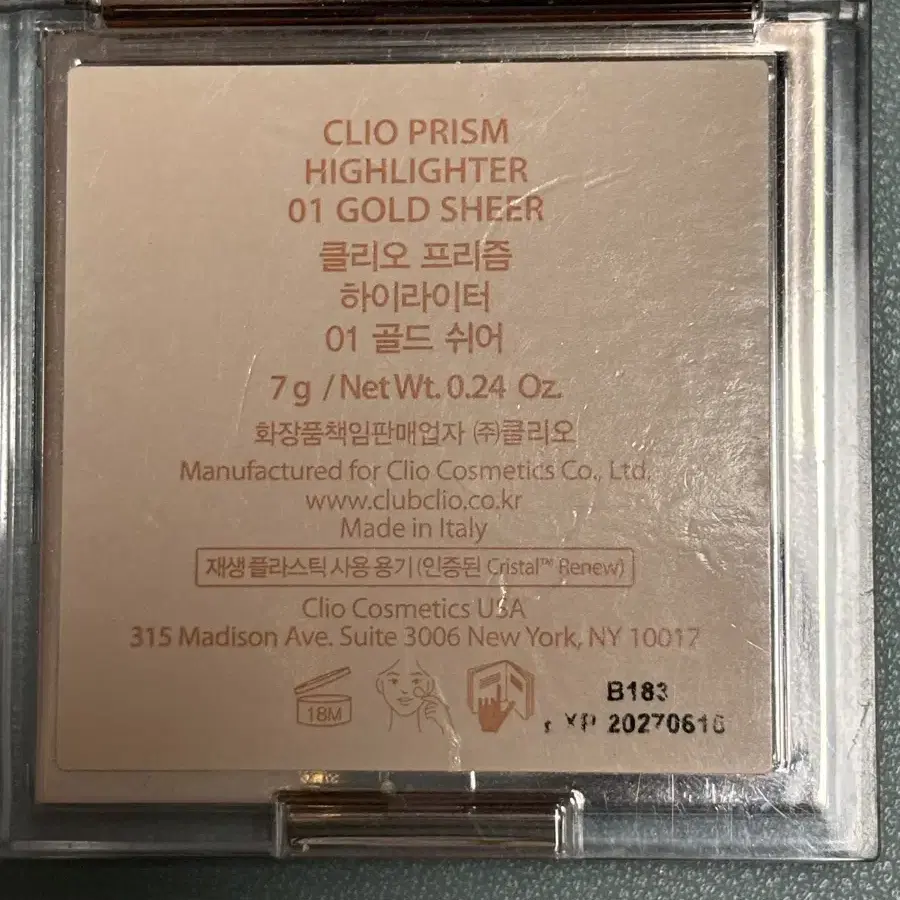 CLIO PRISM
HIGHLIGHTER
01 GOLD SHEER
클리오 프리즘
하이라이터
01 골드 쉬어
7 g / Net Wt. 0.24 Oz.
화장품책임판매업자 ㈜클리오
Manufactured for Clio Cosmetics Co., Ltd.
www.clubclio.co.kr
Made in Italy
재생 플라스틱 사용 용기 (인증된 Cristal™ Renew)
Clio Cosmetics USA
315 Madison Ave. Suite 3006 New York, NY 10017
18M
B183